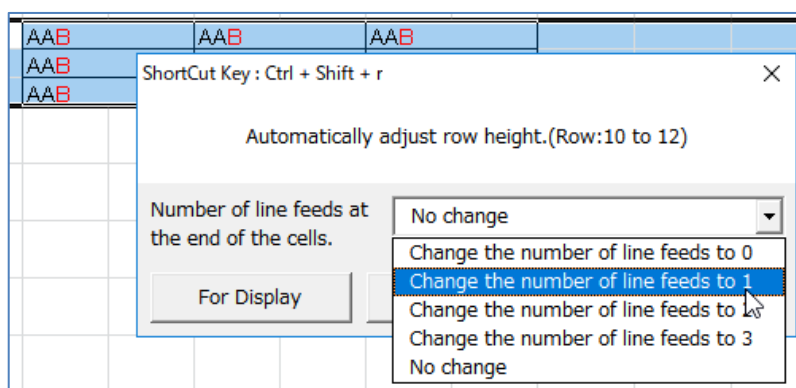 AAB AAB AAB
AAB
AAB
ShortCut Key : Ctrl + Shift + r
Automatically adjust row height.(Row:10 to 12)
Number of line feeds at
the end of the cells.
No change
Change the number of line feeds to 0
Change the number of line feeds to 1
Change the number of line feeds to
Change the number of line feeds to 3
No change
For Display